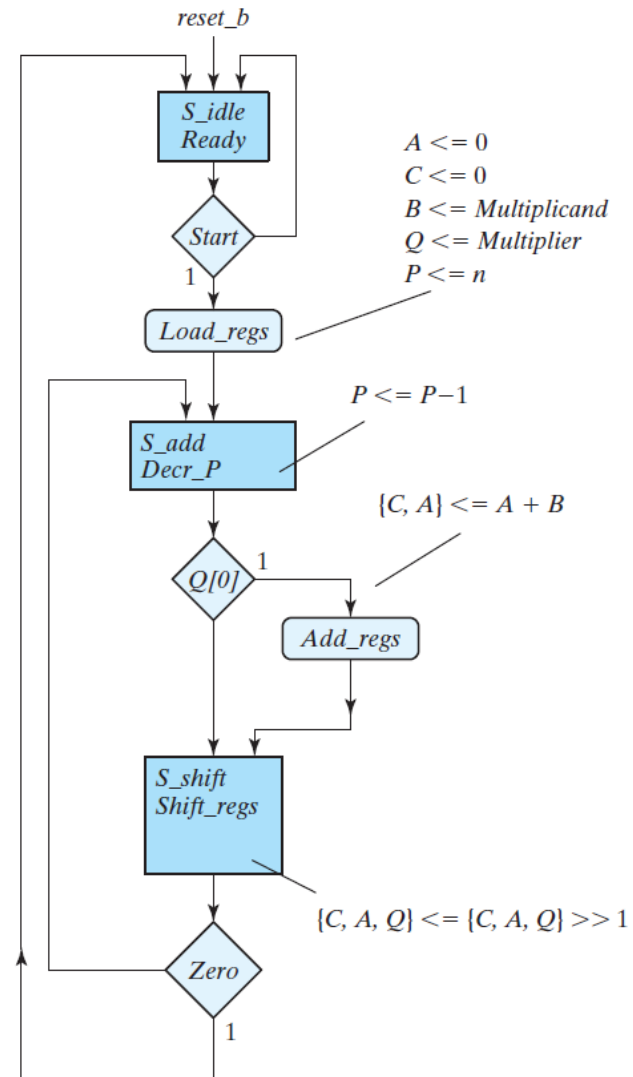 reset_b
S_idle
Ready
A <= 0
C <= 0
B <= Multiplicand
Q <= Multiplier
P <= n
Start
1
Load_regs
P <= P−1
S_add
Decr_P
{C, A} <= A + B
Q[0]
1
Add_regs
S_shift
Shift_regs
{C, A, Q} <= {C, A, Q} >> 1
Zero
1